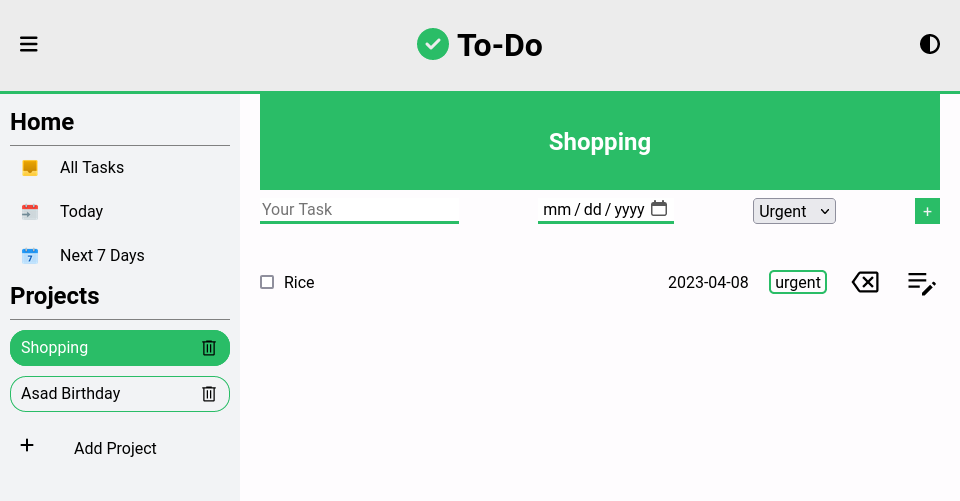 To-Do
Home
All Tasks
Today
7 Next 7 Days
Projects
Shopping
Asad Birthday
+ Add Project
Shopping
Your Task mm/dd/yyyy Urgent +
Rice 2023-04-08 urgent